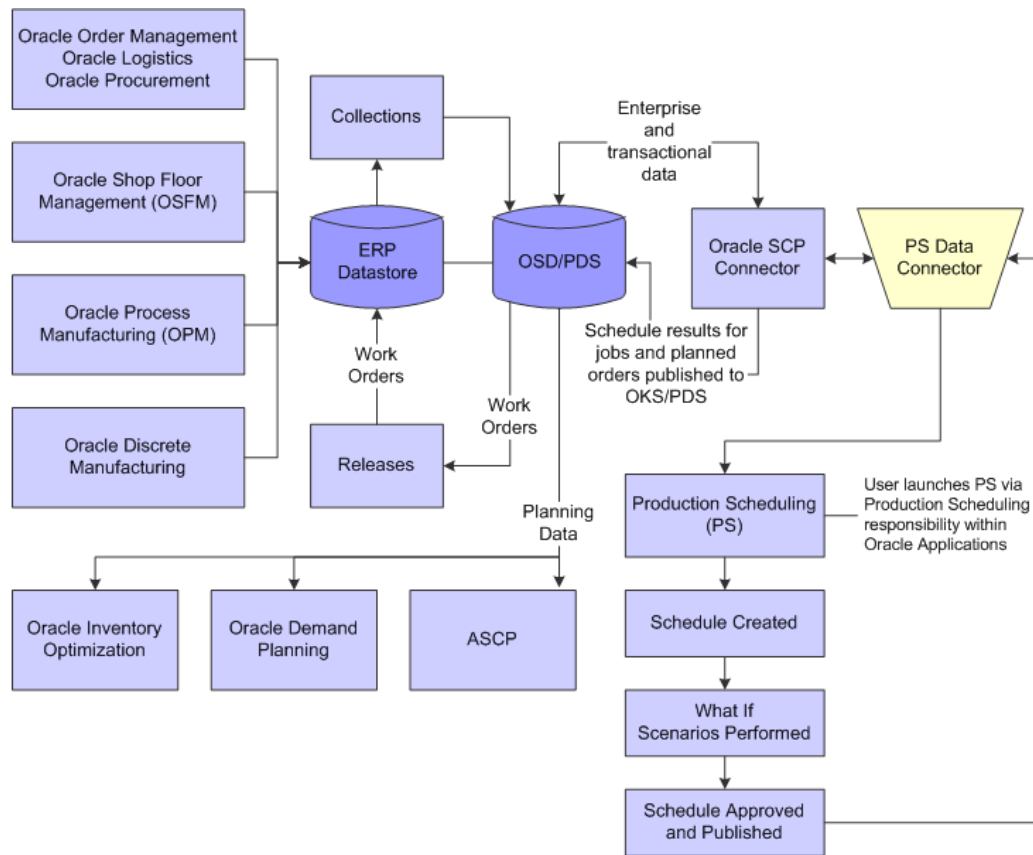 Oracle Order Management
Oracle Logistics
Oracle Procurement
Collections
Enterprise
and
transactional
data
Oracle Shop Floor
Management (OSFM)
ERP
Datastore
OSD/PDS
Oracle SCP
Connector
PS Data
Connector
Oracle Process
Manufacturing (OPM)
Work
Orders
Schedule results for
jobs and planned
orders published to
OKS/PDS
Work
Orders
Oracle Discrete
Manufacturing
Releases
Production Scheduling
(PS)
User launches PS via
Production Scheduling
responsibility within
Oracle Applications
Planning
Data
Oracle Inventory
Optimization
Oracle Demand
Planning
ASCP
Schedule Created
What If
Scenarios Performed
Schedule Approved
and Published